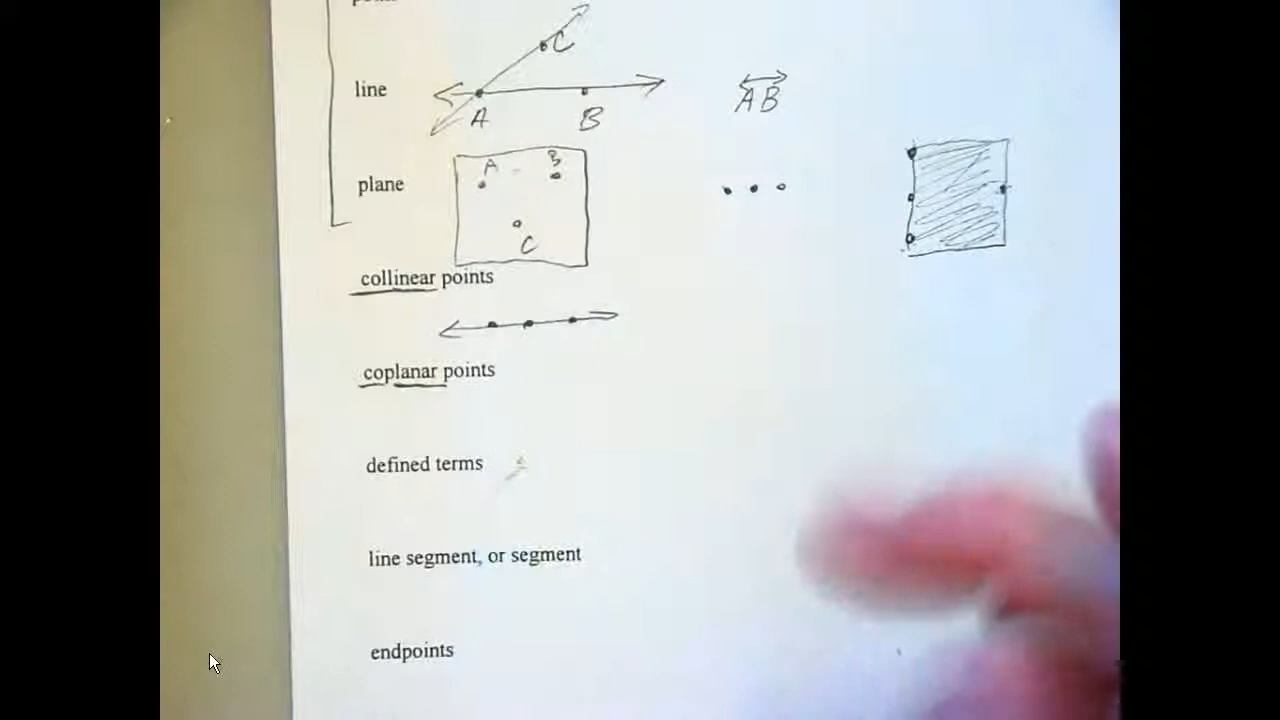 C
line
A B
AB
A B
plane
C
collinear points
coplanar points
defined terms
line segment, or segment
endpoints